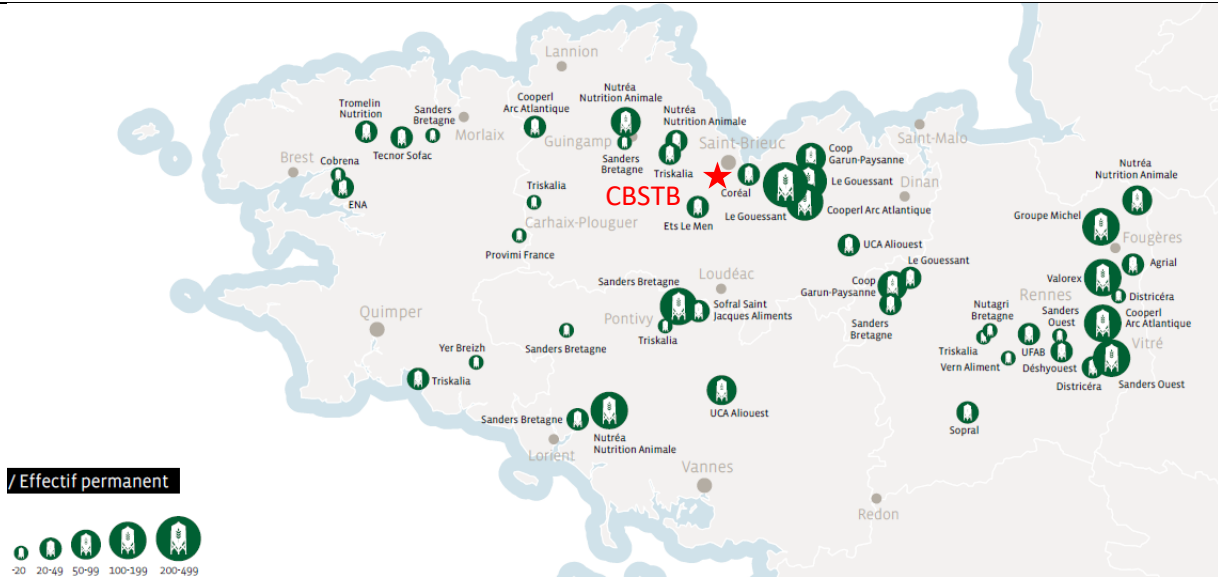 Lannion
Cooperl
Arc Atlantique
Nutréa
Nutrition Animale
Tromelin
Nutrition
Sanders
Bretagne
Morlaix
Tecnor Sofac
Guingamp
Sanders
Bretagne
Nutréa
Nutrition Animale
Saint-Brieuc
Triskalia
Saint-Malo
Coop
Garun-Paysanne
Brest
Cobrena
ENA
Triskalia
CBSTB
Coréal
Le Gouessant
Dinan
Nutréa
Nutrition Animale
Carhaix-Plouguer
Ets Le Men
Le Gouessant
Cooperl Arc Atlantique
Groupe Michel
Fougères
Provimi France
UCA Aliouest
Le Gouessant
Agrial
Loudéac
Sanders Bretagne
Coop
Garun-Paysanne
Valorex
Districéra
Rennes
Quimper
Pontivy
Sofral Saint
Jacques Aliments
Triskalia
Sanders
Bretagne
Nutagri
Bretagne
Sanders
Ouest
Cooperl
Arc Atlantique
Vitré
Yer Breizh
Sanders Bretagne
Triskalia
UFAB
Vern Aliment
Déshyouest
Triskalia
Districéra
Sanders Ouest
UCA Aliouest
Sanders Bretagne
Sopral
Nutréa
Nutrition Animale
Lorient
Vannes
Redon
/ Effectif permanent
-20
20-49
50-99
100-199
200-499